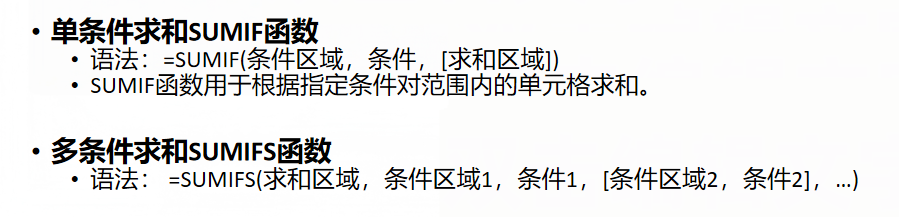 • 单条件求和SUMIF函数
• 语法：=SUMIF(条件区域，条件，[求和区域])
• SUMIF函数用于根据指定条件对范围内的单元格求和。
• 多条件求和SUMIFS函数
• 语法： =SUMIFS(求和区域，条件区域1，条件1，[条件区域2，条件2]，…)